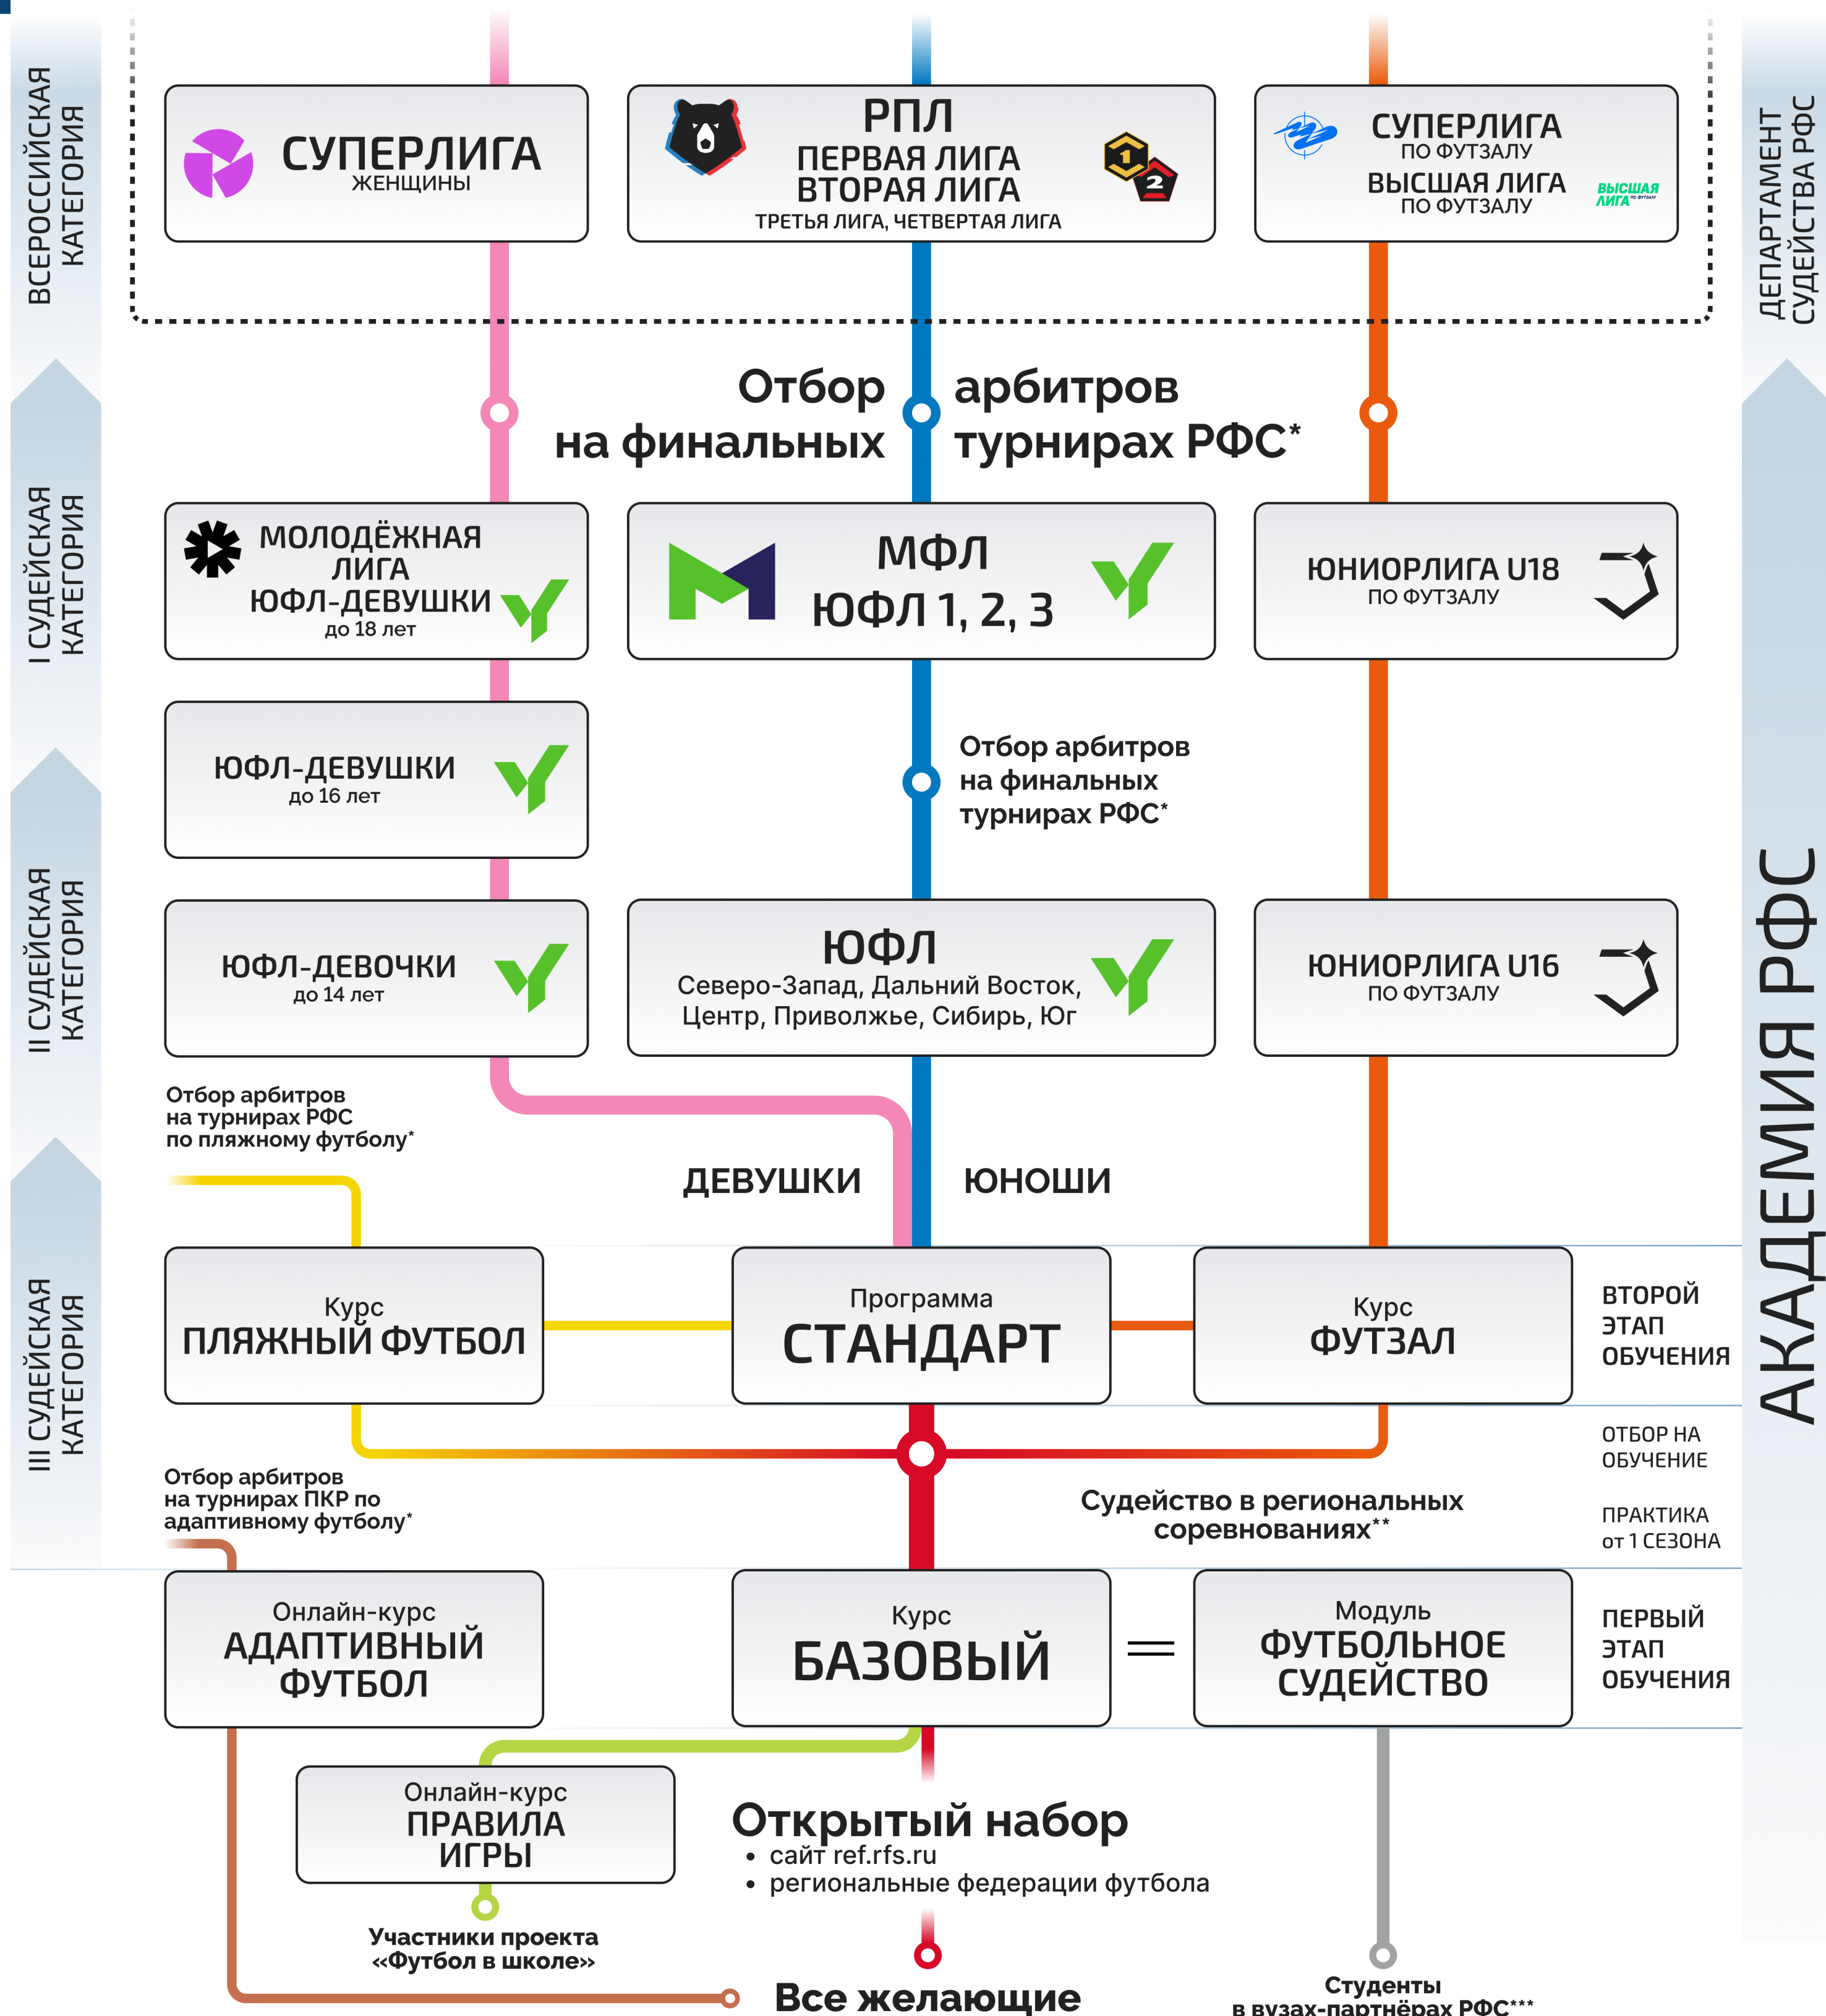 ВСЕРОССИЙСКАЯ
КАТЕГОРИЯ
СУПЕРЛИГА
ЖЕНЩИНЫ
РПЛ
ПЕРВАЯ ЛИГА
ВТОРАЯ ЛИГА
ТРЕТЬЯ ЛИГА, ЧЕТВЕРТАЯ ЛИГА
1
2
СУПЕРЛИГА
ПО ФУТЗАЛУ
ВЫСШАЯ ЛИГА
ПО ФУТЗАЛУ
ВЫСШАЯ
ЛИГА ПО ФУТЗАЛУ
ДЕПАРТАМЕНТ
СУДЕЙСТВА РФС
Отбор арбитров
на финальных турнирах РФС*
I СУДЕЙСКАЯ
КАТЕГОРИЯ
МОЛОДЁЖНАЯ
ЛИГА
ЮФЛ-ДЕВУШКИ
до 18 лет
МФЛ
ЮФЛ 1, 2, 3
ЮНИОРЛИГА U18
ПО ФУТЗАЛУ
ЮФЛ-ДЕВУШКИ
до 16 лет
Отбор арбитров
на финальных
турнирах РФС*
II СУДЕЙСКАЯ
КАТЕГОРИЯ
ЮФЛ-ДЕВОЧКИ
до 14 лет
ЮФЛ
Северо-Запад, Дальний Восток,
Центр, Приволжье, Сибирь, Юг
ЮНИОРЛИГА U16
ПО ФУТЗАЛУ
АКАДЕМИЯ РФС
Отбор арбитров
на турнирах РФС
по пляжному футболу*
ДЕВУШКИ
ЮНОШИ
III СУДЕЙСКАЯ
КАТЕГОРИЯ
Курс
ПЛЯЖНЫЙ ФУТБОЛ
Программа
СТАНДАРТ
Курс
ФУТЗАЛ
ВТОРОЙ
ЭТАП
ОБУЧЕНИЯ
ОТБОР НА
ОБУЧЕНИЕ
Отбор арбитров
на турнирах ПКР по
адаптивному футболу*
Судейство в региональных
соревнованиях**
ПРАКТИКА
от 1 СЕЗОНА
Онлайн-курс
АДАПТИВНЫЙ
ФУТБОЛ
Курс
БАЗОВЫЙ
=
Модуль
ФУТБОЛЬНОЕ
СУДЕЙСТВО
ПЕРВЫЙ
ЭТАП
ОБУЧЕНИЯ
Онлайн-курс
ПРАВИЛА
ИГРЫ
Открытый набор
• сайт ref.rfs.ru
• региональные федерации футбола
Участники проекта
«Футбол в школе»
Все желающие
Студенты
в вузах-партнёрах РФС***